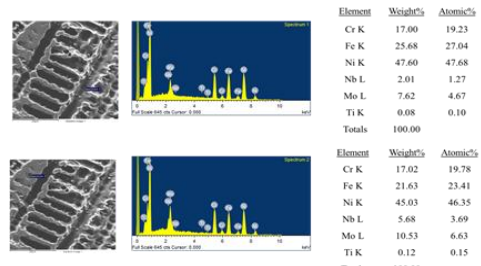 Spectrum 1
Full Scale 645 cts Cursor: 0.000
keV
Element Weight% Atomic%
Cr K 17.00 19.23
Fe K 25.68 27.04
Ni K 47.60 47.68
Nb L 2.01 1.27
Mo L 7.62 4.67
Ti K 0.08 0.10
Totals 100.00
Spectrum 2
Full Scale 645 cts Cursor: 0.000
keV
Element Weight% Atomic%
Cr K 17.02 19.78
Fe K 21.63 23.41
Ni K 45.03 46.35
Nb L 5.68 3.69
Mo L 10.53 6.63
Ti K 0.12 0.15